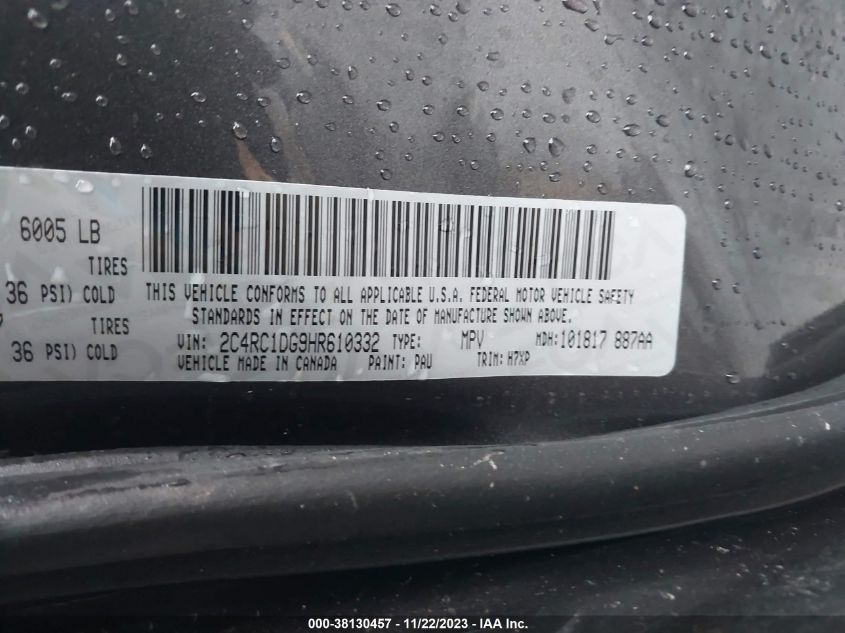 6005 LB
TIRES
36 PSI) COLD
TIRES
36 PSI) COLD
THIS VEHICLE CONFORMS TO ALL APPLICABLE U.S.A. FEDERAL MOTOR VEHICLE SAFETY
STANDARDS IN EFFECT ON THE DATE OF MANUFACTURE SHOWN ABOVE.
VIN: 2C4RC1DG9HR610332 TYPE: MPV MDH:101817 887AA
VEHICLE MADE IN CANADA PAINT: PAU TRIM: H7XP
000-38130457 - 11/22/2023 - IAA Inc.